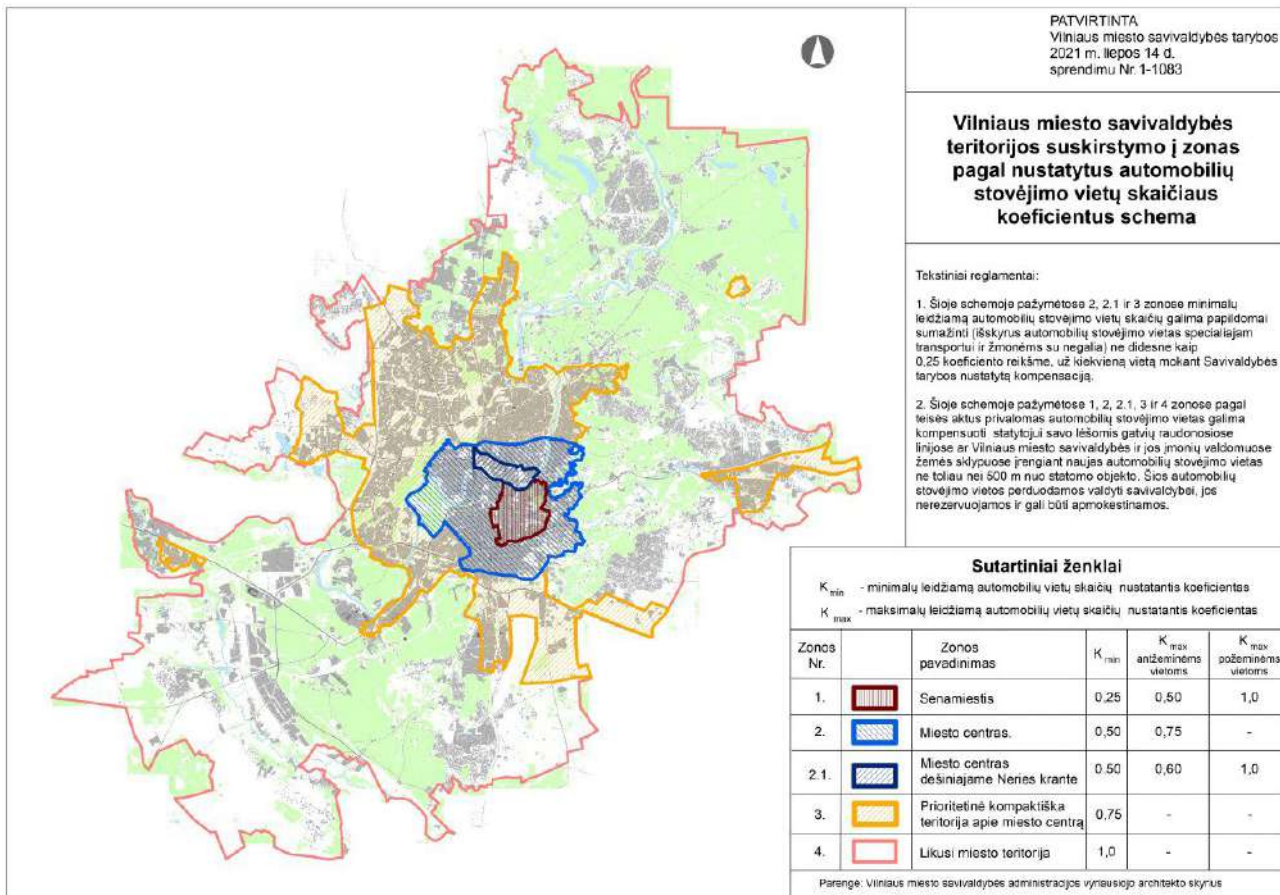 PATVIRTINTA
Vilniaus miesto savivaldybės tarybos
2021 m. liepos 14 d.
sprendimu Nr. 1-1083
Vilniaus miesto savivaldybės
teritorijos suskirstymo į zonas
pagal nustatytus automobilių
stovėjimo vietų skaičiaus
koeficientus schema
Tekstiniai reglamentai:
1. Šioje schemoje pažymėtose 2, 2.1 ir 3 zonose minimalų
leidžiamą automobilių stovėjimo vietų skaičių galima papildomai
sumažinti (išskyrus automobilių stovėjimo vietas specialiajam
transportui ir žmonėms su negalia) ne didesne kaip
0,25 koeficiento reikšme, už kiekvieną vietą mokant Savivaldybės
tarybos nustatytą kompensaciją.
2. Šioje schemoje pažymėtose 1, 2, 2.1, 3 ir 4 zonose pagal
teisės aktus privalomas automobilių stovėjimo vietas galima
kompensuoti statytojui savo lėšomis gatvių raudonosiose
linijose ar Vilniaus miesto savivaldybės ir jos įmonių valdomuose
žemės sklypuose įrengiant naujas automobilių stovėjimo vietas
ne toliau nei 500 m nuo statomo objekto. Šios automobilių
stovėjimo vietos perduodamos valdyti savivaldybei, jos
nerezervuojamos ir gali būti apmokestinamos.
Sutartiniai ženklai
K min - minimalų leidžiamą automobilių vietų skaičių nustatantis koeficientas
K max - maksimalų leidžiamą automobilių vietų skaičių nustatantis koeficientas
Zonos Nr. Zonos pavadinimas K min K max antžeminėms vietoms K max požeminėms vietoms
1. Senamiestis 0,25 0,50 1,0
2. Miesto centras. 0,50 0,75 -
2.1. Miesto centras dešiniajame Neries krante 0.50 0,60 1,0
3. Prioritetinė kompaktiška teritorija apie miesto centrą 0,75 - -
4. Likusi miesto teritorija 1,0 - -
Parengė: Vilniaus miesto savivaldybės administracijos vyriausiojo architekto skyrius